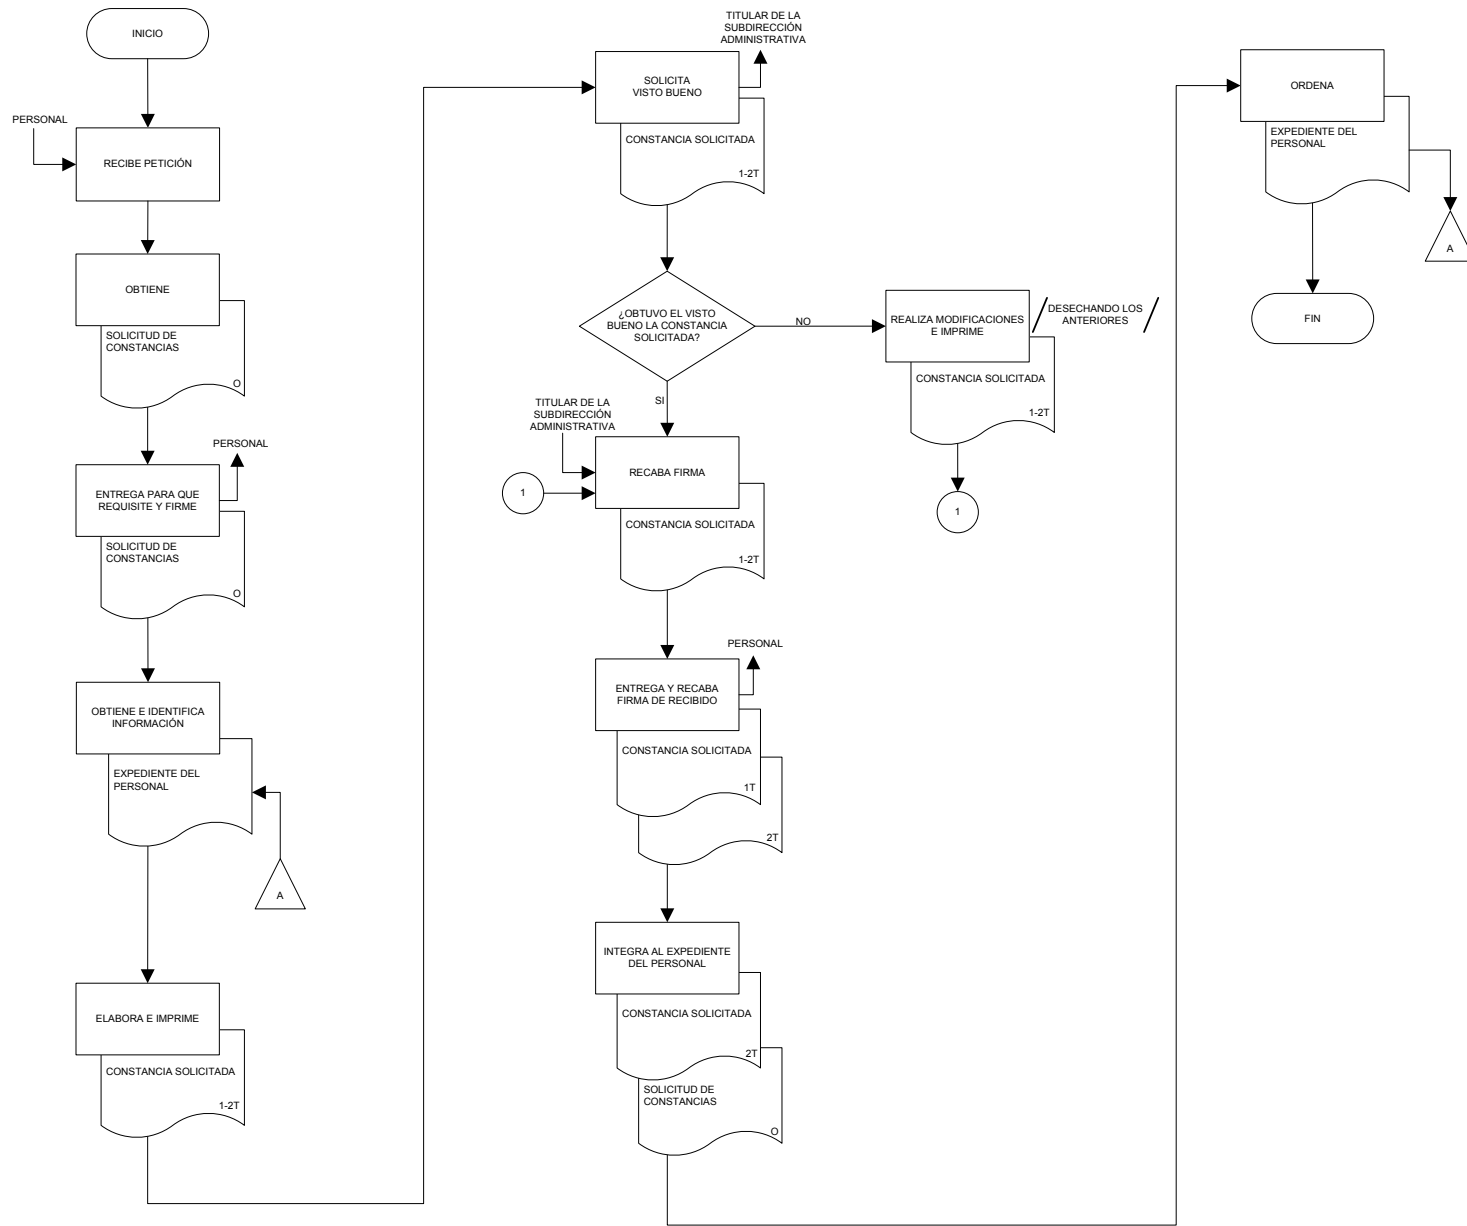 INICIO
PERSONAL
RECIBE PETICIÓN
OBTIENE
SOLICITUD DE
CONSTANCIAS
O
PERSONAL
ENTREGA PARA QUE
REQUISITE Y FIRME
SOLICITUD DE
CONSTANCIAS
O
OBTIENE E IDENTIFICA
INFORMACIÓN
EXPEDIENTE DEL
PERSONAL
A
ELABORA E IMPRIME
CONSTANCIA SOLICITADA
1-2T
TITULAR DE LA
SUBDIRECCIÓN
ADMINISTRATIVA
SOLICITA
VISTO BUENO
CONSTANCIA SOLICITADA
1-2T
¿OBTUVO EL VISTO
BUENO LA CONSTANCIA
SOLICITADA?
NO
REALIZA MODIFICACIONES
E IMPRIME
DESECHANDO LOS
ANTERIORES
CONSTANCIA SOLICITADA
1-2T
1
SI
TITULAR DE LA
SUBDIRECCIÓN
ADMINISTRATIVA
RECABA FIRMA
1
CONSTANCIA SOLICITADA
1-2T
PERSONAL
ENTREGA Y RECABA
FIRMA DE RECIBIDO
CONSTANCIA SOLICITADA
1T
2T
INTEGRA AL EXPEDIENTE
DEL PERSONAL
CONSTANCIA SOLICITADA
2T
SOLICITUD DE
CONSTANCIAS
O
ORDENA
EXPEDIENTE DEL
PERSONAL
A
FIN